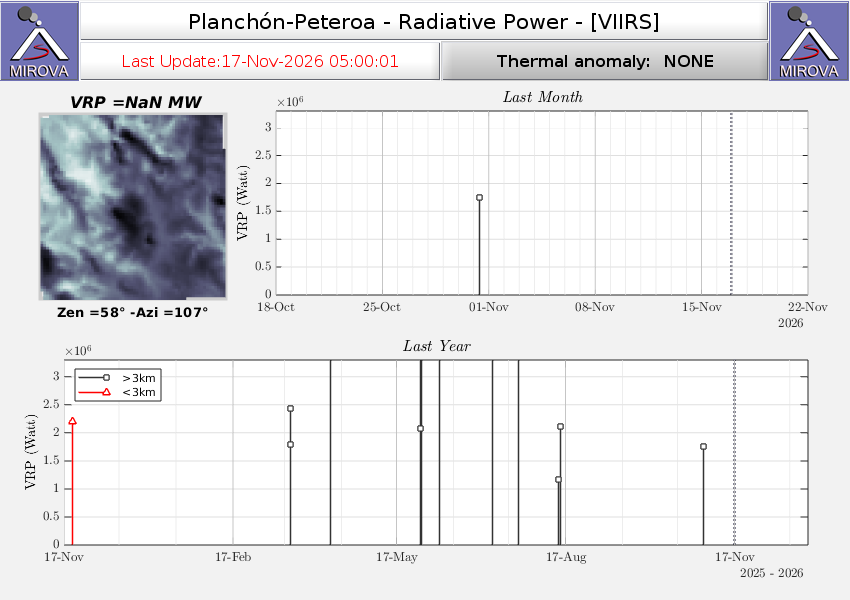 MIROVA
Planchón-Peteroa - Radiative Power - [VIIRS]
MIROVA
Last Update:17-Nov-2026 05:00:01
Thermal anomaly: NONE
VRP =NaN MW
Zen =58° -Azi =107°
Last Month
×10⁶
VRP (Watt)
3
2.5
2
1.5
1
0.5
0
18-Oct 25-Oct 01-Nov 08-Nov 15-Nov 22-Nov
2026
Last Year
×10⁶
VRP (Watt)
3
2.5
2
1.5
1
0.5
0
>3km
<3km
17-Nov 17-Feb 17-May 17-Aug 17-Nov
2025 - 2026